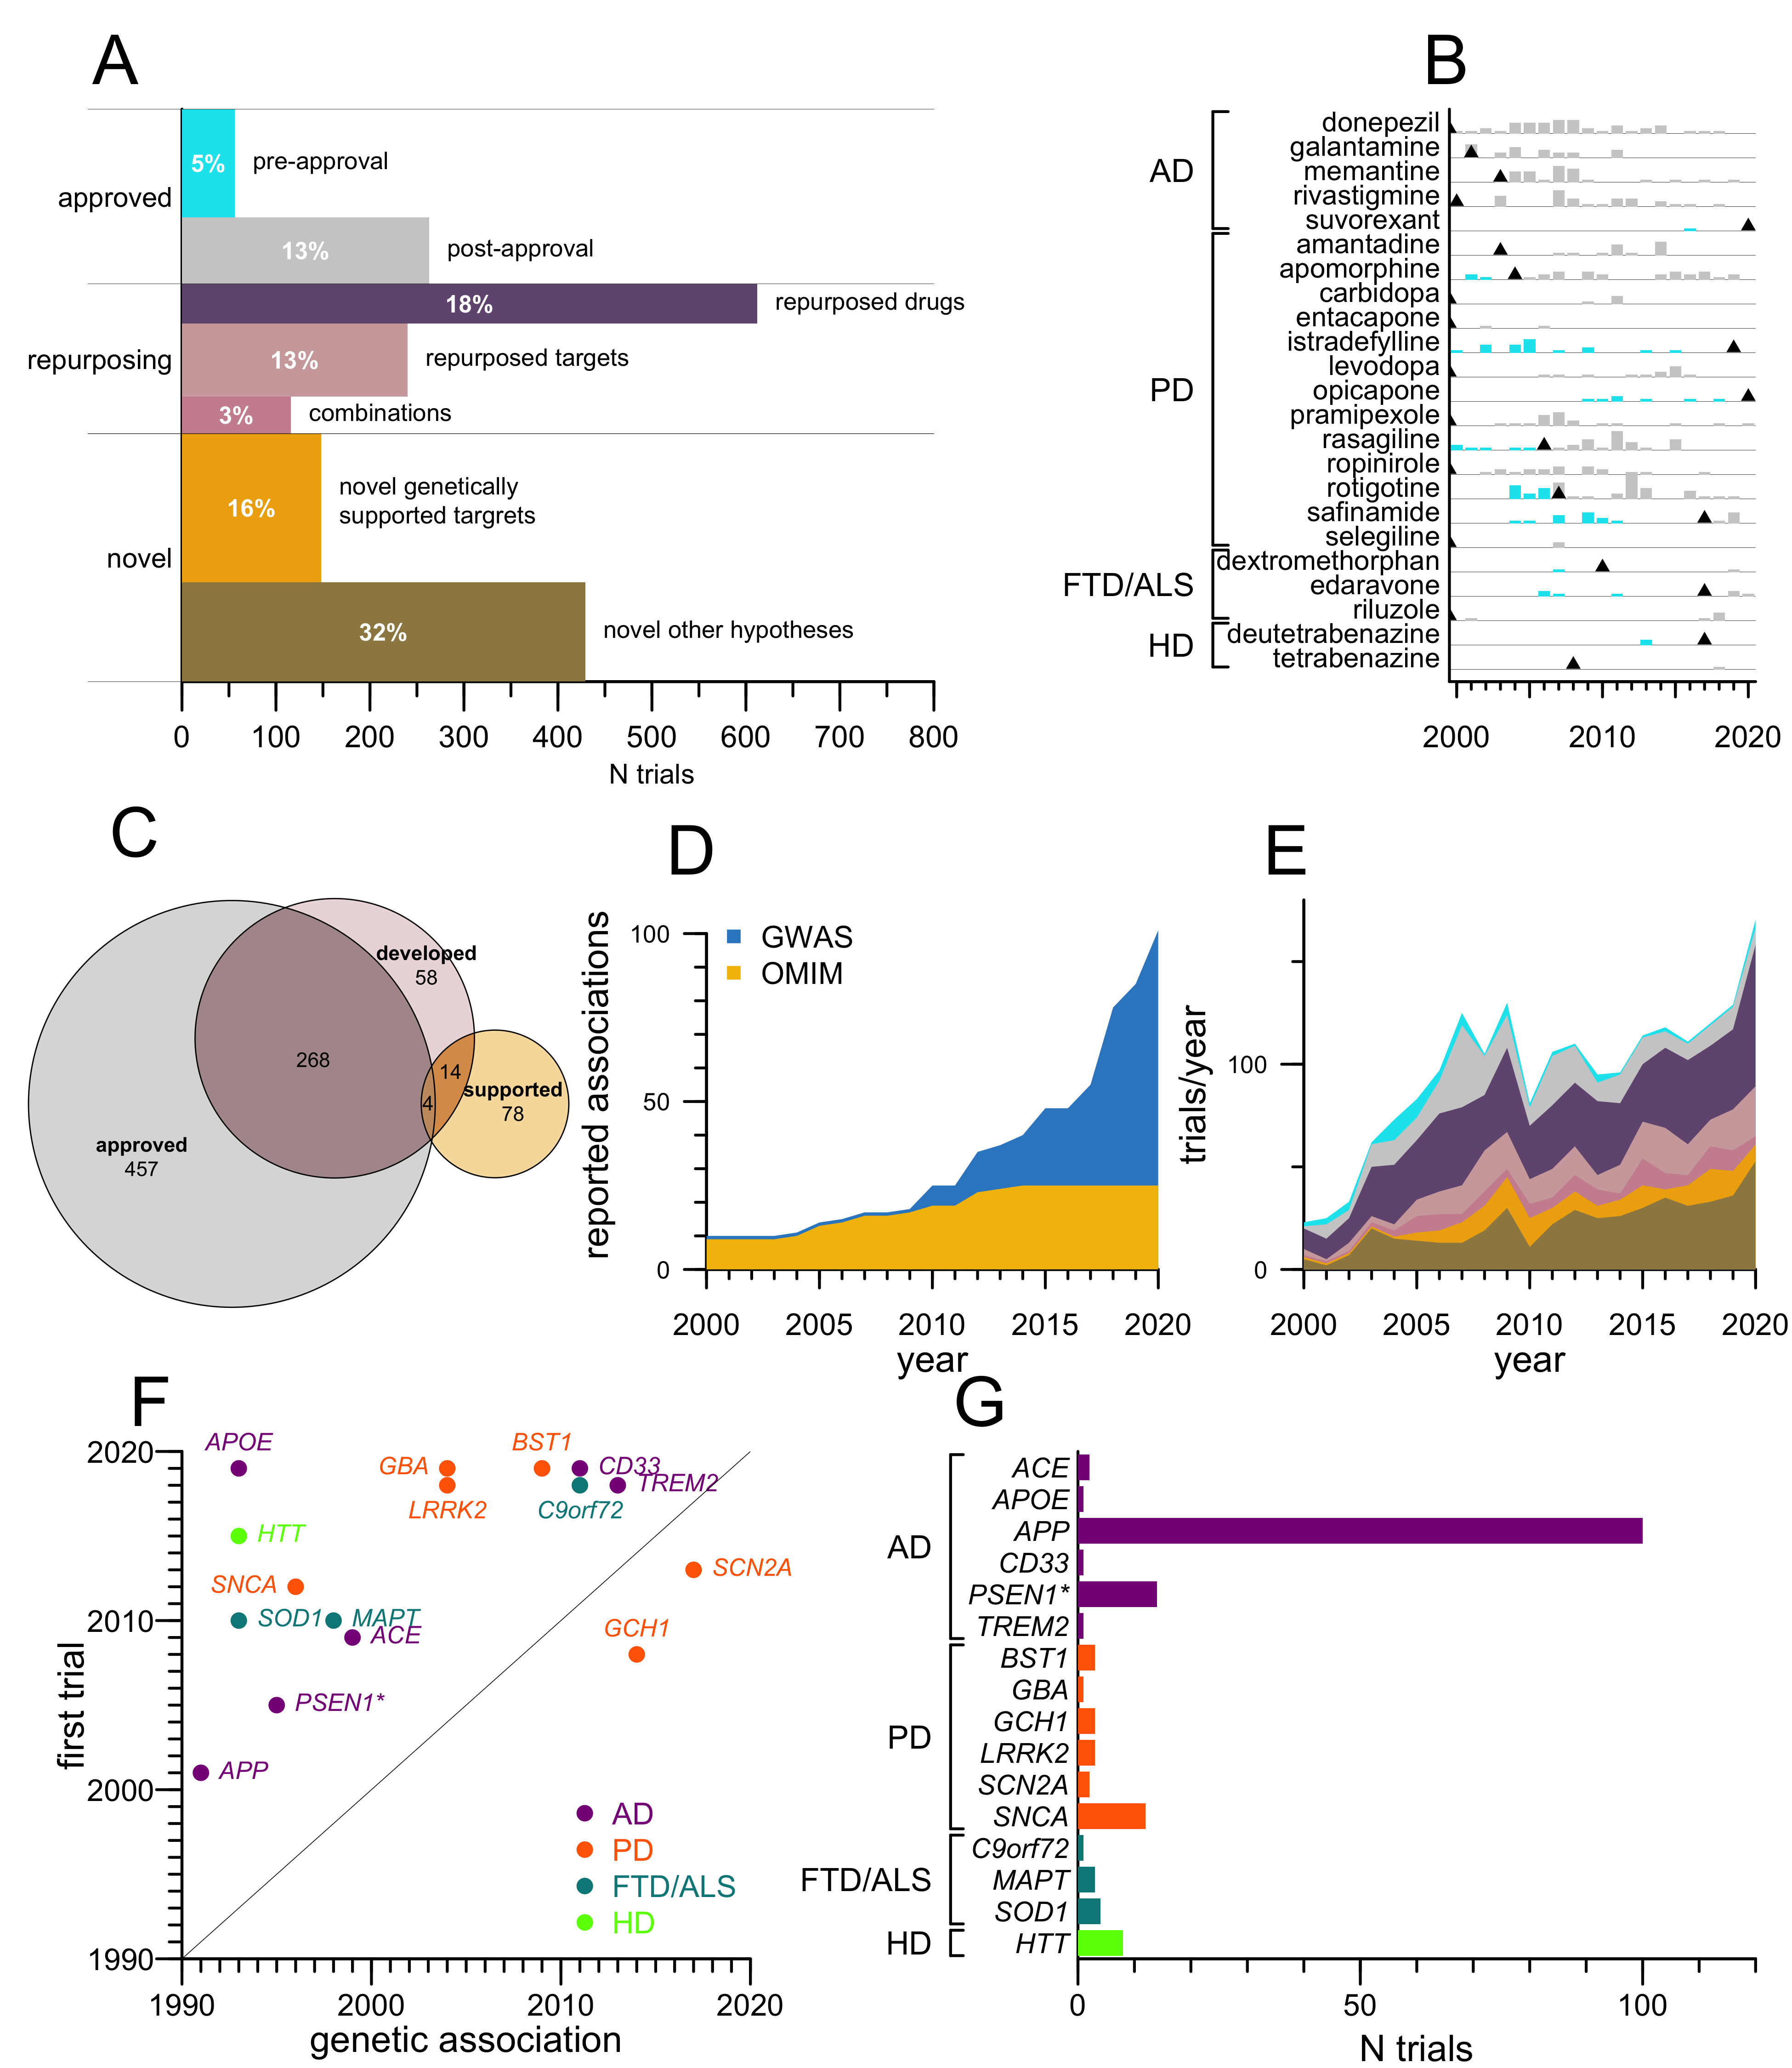 A
approved
5%
pre-approval
13%
post-approval
repurposing
18%
repurposed drugs
13%
repurposed targets
3%
combinations
novel
16%
novel genetically
supported targrets
32%
novel other hypotheses
0 100 200 300 400 500 600 700 800
N trials
B
AD
donepezil
galantamine
memantine
rivastigmine
suvorexant
PD
amantadine
apomorphine
carbidopa
entacapone
istradefylline
levodopa
opicapone
pramipexole
rasagiline
ropinirole
rotigotine
safinamide
selegiline
FTD/ALS
dextromethorphan
edaravone
riluzole
HD
deutetrabenazine
tetrabenazine
2000 2010 2020
C
developed
58
268
14
4
supported
78
approved
457
D
reported associations
100
50
0
GWAS
OMIM
2000 2005 2010 2015 2020
year
E
trials/year
100
0
2000 2005 2010 2015 2020
year
F
first trial
2020
2010
2000
1990
APOE
GBA
LRRK2
BST1
CD33
TREM2
C9orf72
HTT
SNCA
SCN2A
SOD1
MAPT
ACE
GCH1
PSEN1*
APP
AD
PD
FTD/ALS
HD
1990 2000 2010 2020
genetic association
G
AD
ACE
APOE
APP
CD33
PSEN1*
TREM2
PD
BST1
GBA
GCH1
LRRK2
SCN2A
SNCA
FTD/ALS
C9orf72
MAPT
SOD1
HD
HTT
0 50 100
N trials